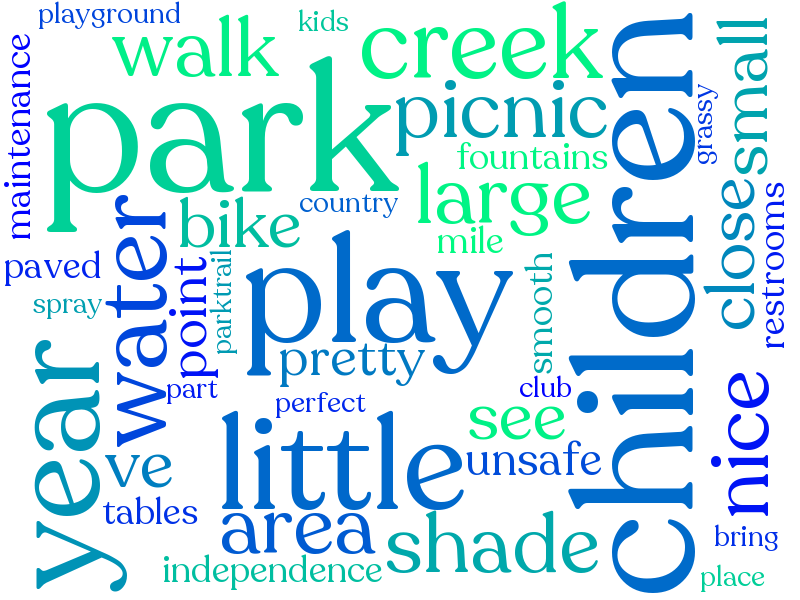 playground
kids
walk
creek
children
small
maintenance
park
picnic
grassy
fountains
large
bike
country
mile
close
restrooms
water
paved
point
parktrail
play
smooth
spray
pretty
year
part
perfect
club
nice
little
see
ve
unsafe
tables
area
shade
bring
independence
place